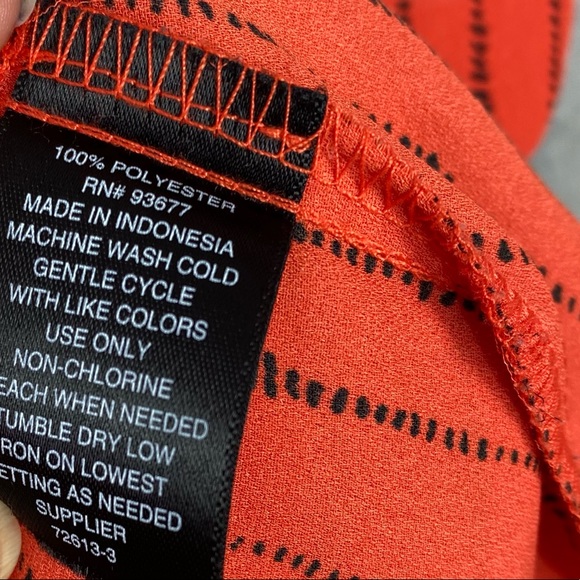 100% POLYESTER
RN# 93677
MADE IN INDONESIA
MACHINE WASH COLD
GENTLE CYCLE
WITH LIKE COLORS
USE ONLY
NON-CHLORINE
EACH WHEN NEEDED
TUMBLE DRY LOW
RON ON LOWEST
ETTING AS NEEDED
SUPPLIER
72613-3